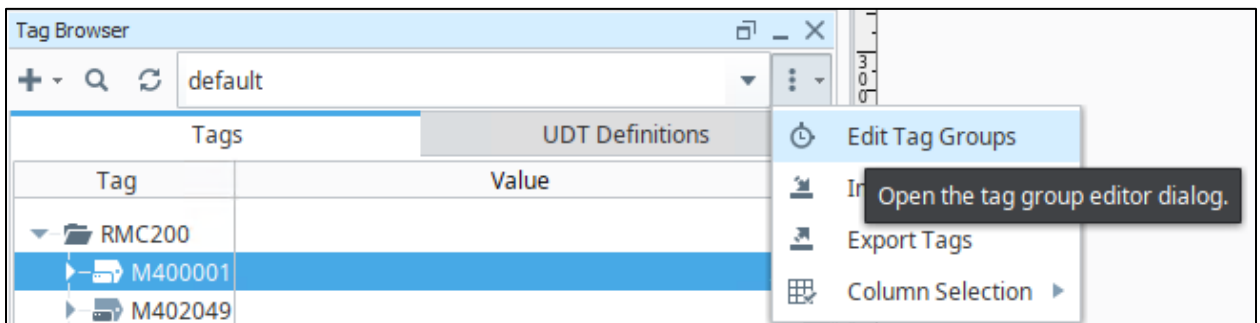 Tag Browser
default
Tags
UDT Definitions
Edit Tag Groups
Tag
Value
Open the tag group editor dialog.
RMC200
Export Tags
M400001
Column Selection
M402049